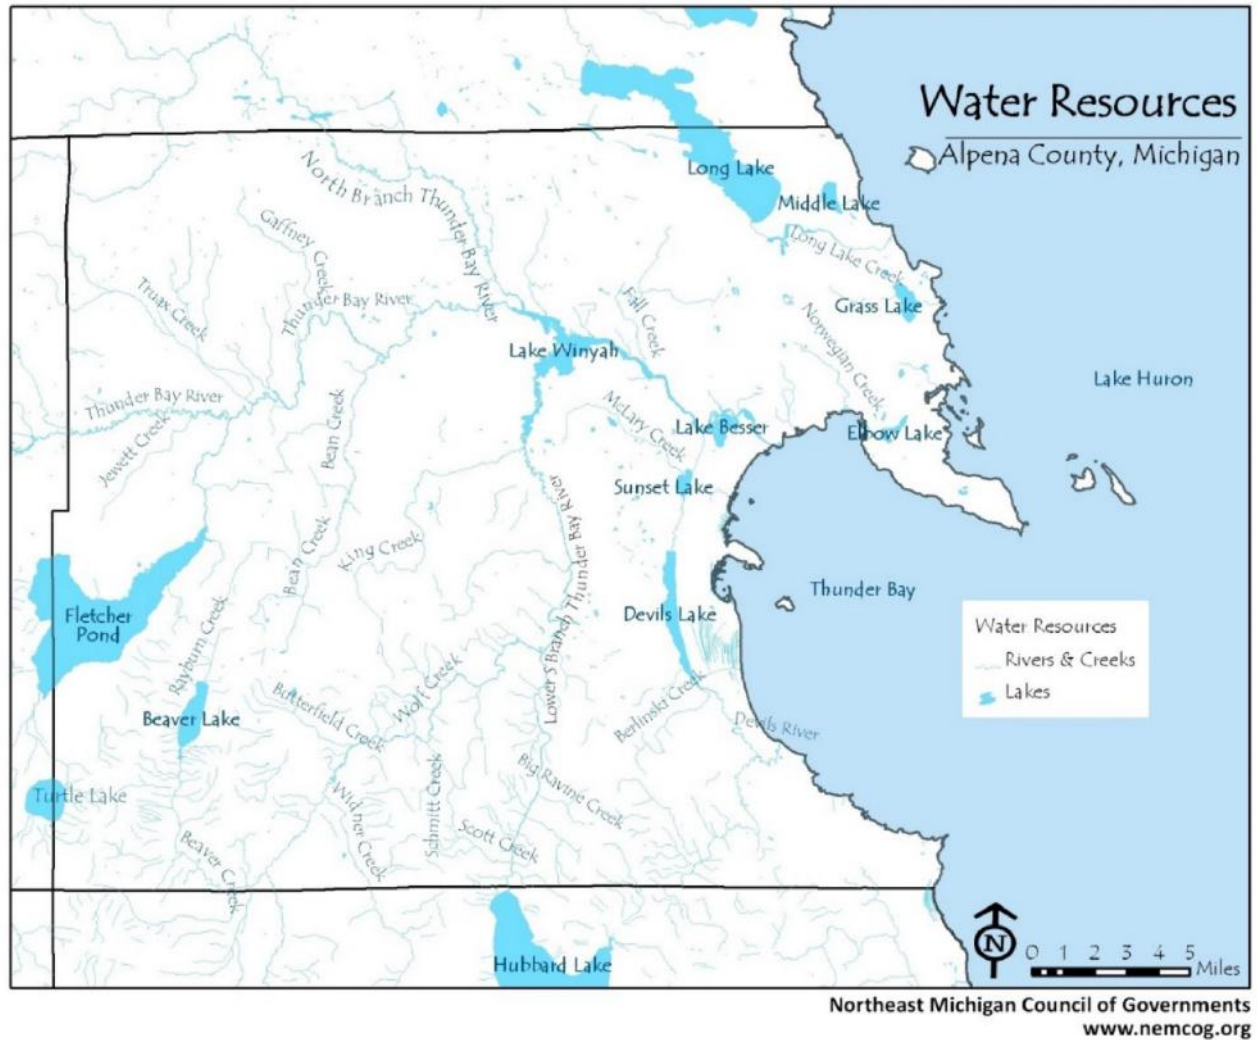 Water Resources
Alpena County, Michigan
Long Lake
Middle Lake
North Branch Thunder Bay River
Gaffney Creek
Long Lake Creek
Truax Creek
Thunder Bay River
Fall Creek
Grass Lake
Norwegian Creek
Lake Winyah
Lake Huron
Thunder Bay River
Bean Creek
McLary Creek
Lake Besser
Elbow Lake
Jewett Creek
Sunset Lake
Lower S Branch Thunder Bay River
Bean Creek
King Creek
Thunder Bay
Fletcher
Pond
Devils Lake
Rayburn Creek
Water Resources
Rivers & Creeks
Lakes
Beaver Lake
Butterfield Creek
Wolf Creek
Berlinski Creek
Devils River
Turtle Lake
Widner Creek
Schmitt Creek
Big Ravine Creek
Scott Creek
Beaver Creek
Hubbard Lake
N
0 1 2 3 4 5
Miles
Northeast Michigan Council of Governments
www.nemcog.org